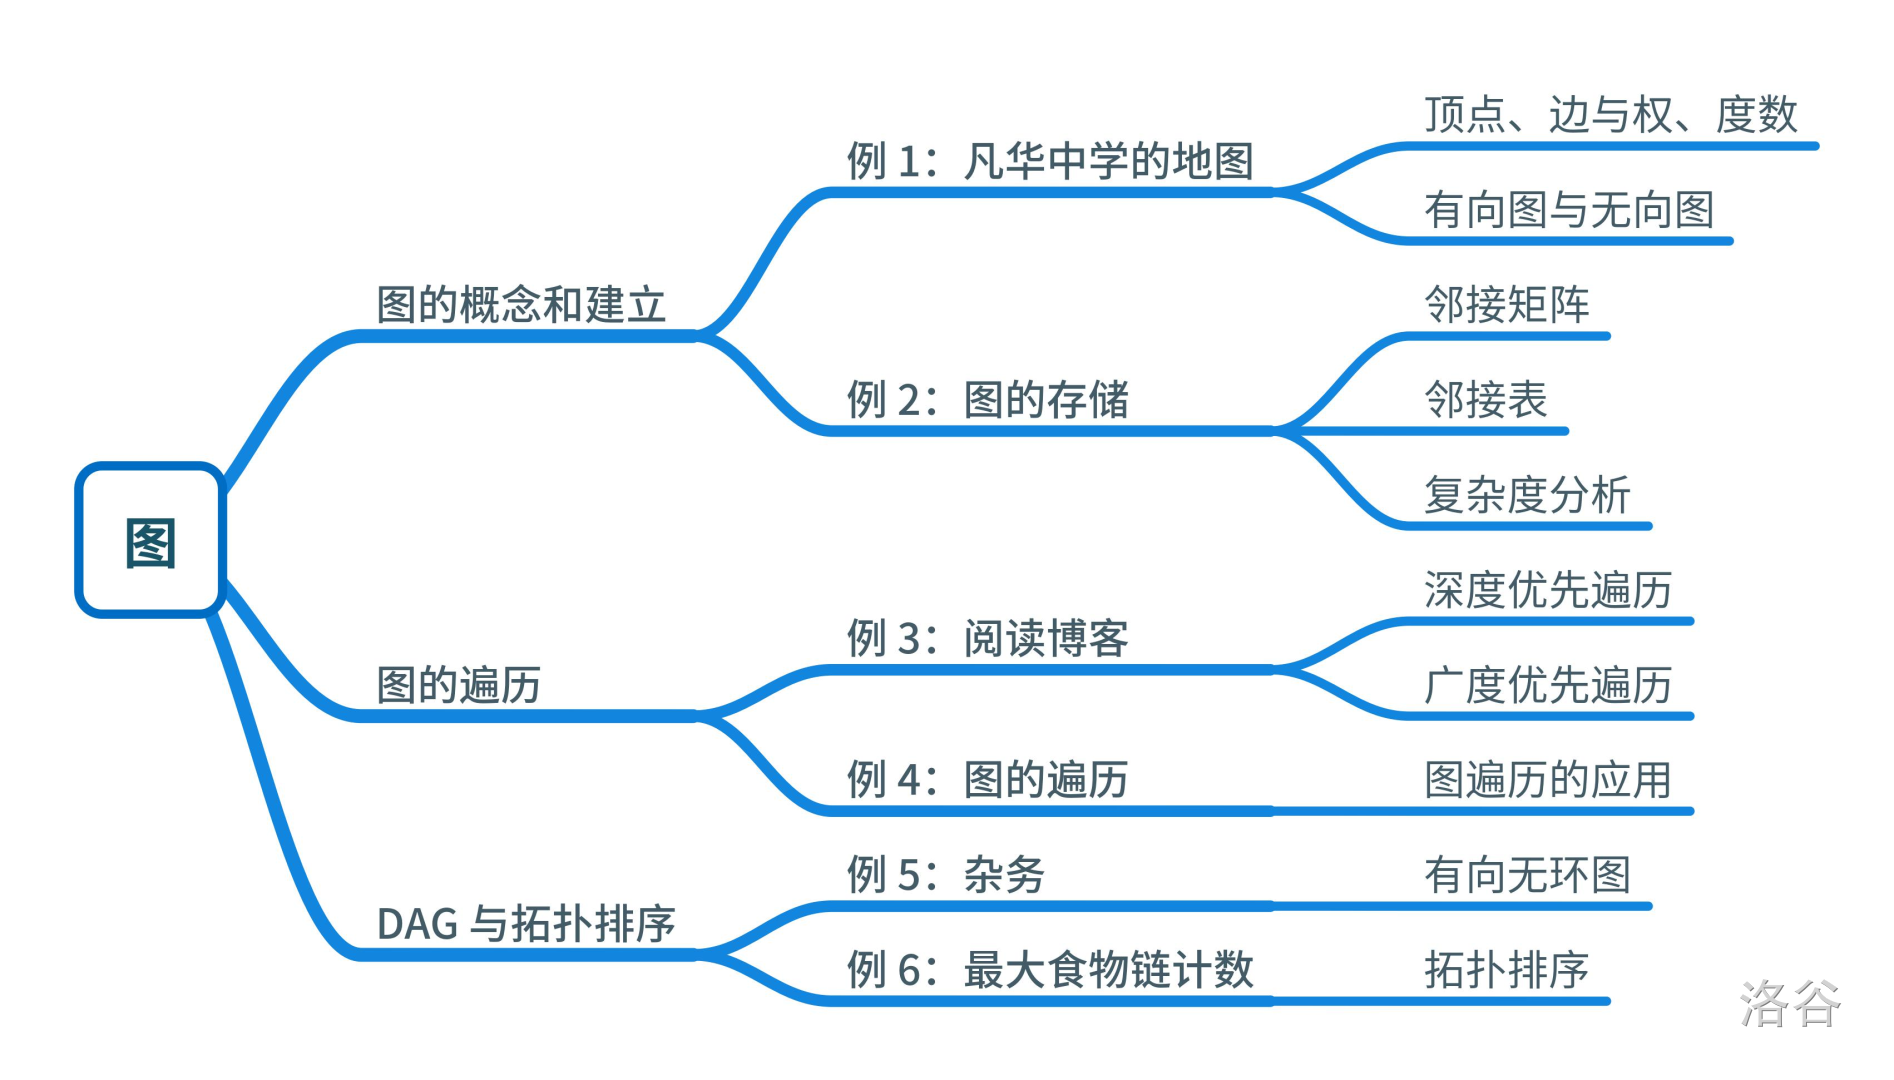 图
图的概念和建立
例 1：凡华中学的地图
顶点、边与权、度数
有向图与无向图
例 2：图的存储
邻接矩阵
邻接表
复杂度分析
图的遍历
例 3：阅读博客
深度优先遍历
广度优先遍历
例 4：图的遍历
图遍历的应用
DAG 与拓扑排序
例 5：杂务
有向无环图
例 6：最大食物链计数
拓扑排序
洛谷